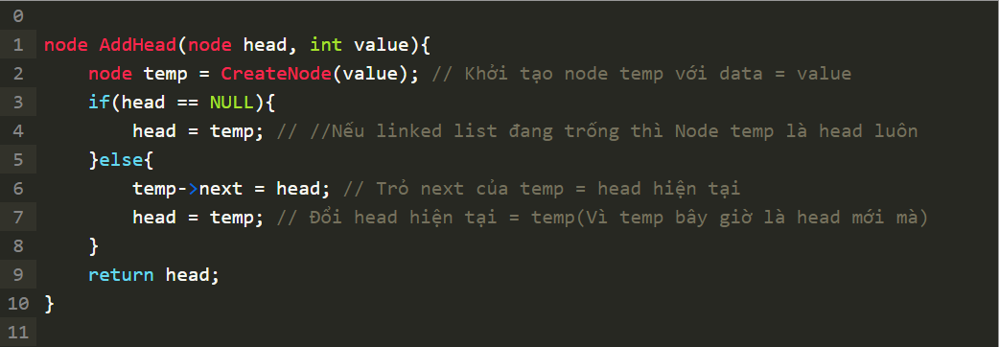 0
1 node AddHead(node head, int value){
2     node temp = CreateNode(value); // Khởi tạo node temp với data = value
3     if(head == NULL){
4         head = temp; // //Nếu linked list đang trống thì Node temp là head luôn
5     }else{
6         temp->next = head; // Trỏ next của temp = head hiện tại
7         head = temp; // Đổi head hiện tại = temp(Vì temp bây giờ là head mới mà)
8     }
9     return head;
10 }
11